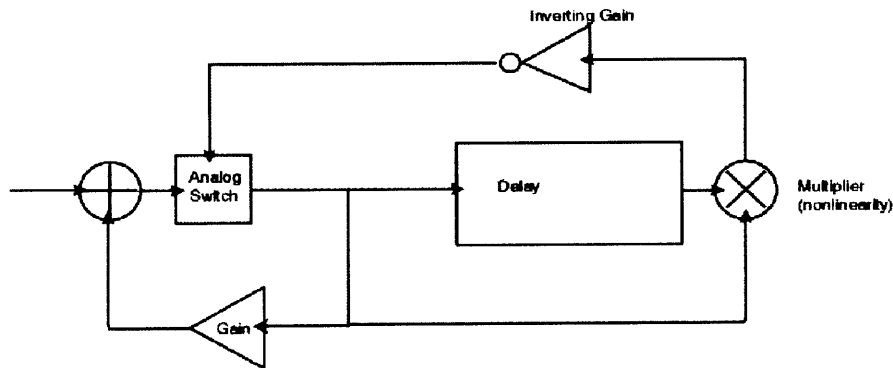 Inverting Gain
Analog
Switch
Delay
Multiplier
(nonlinearity)
Gain